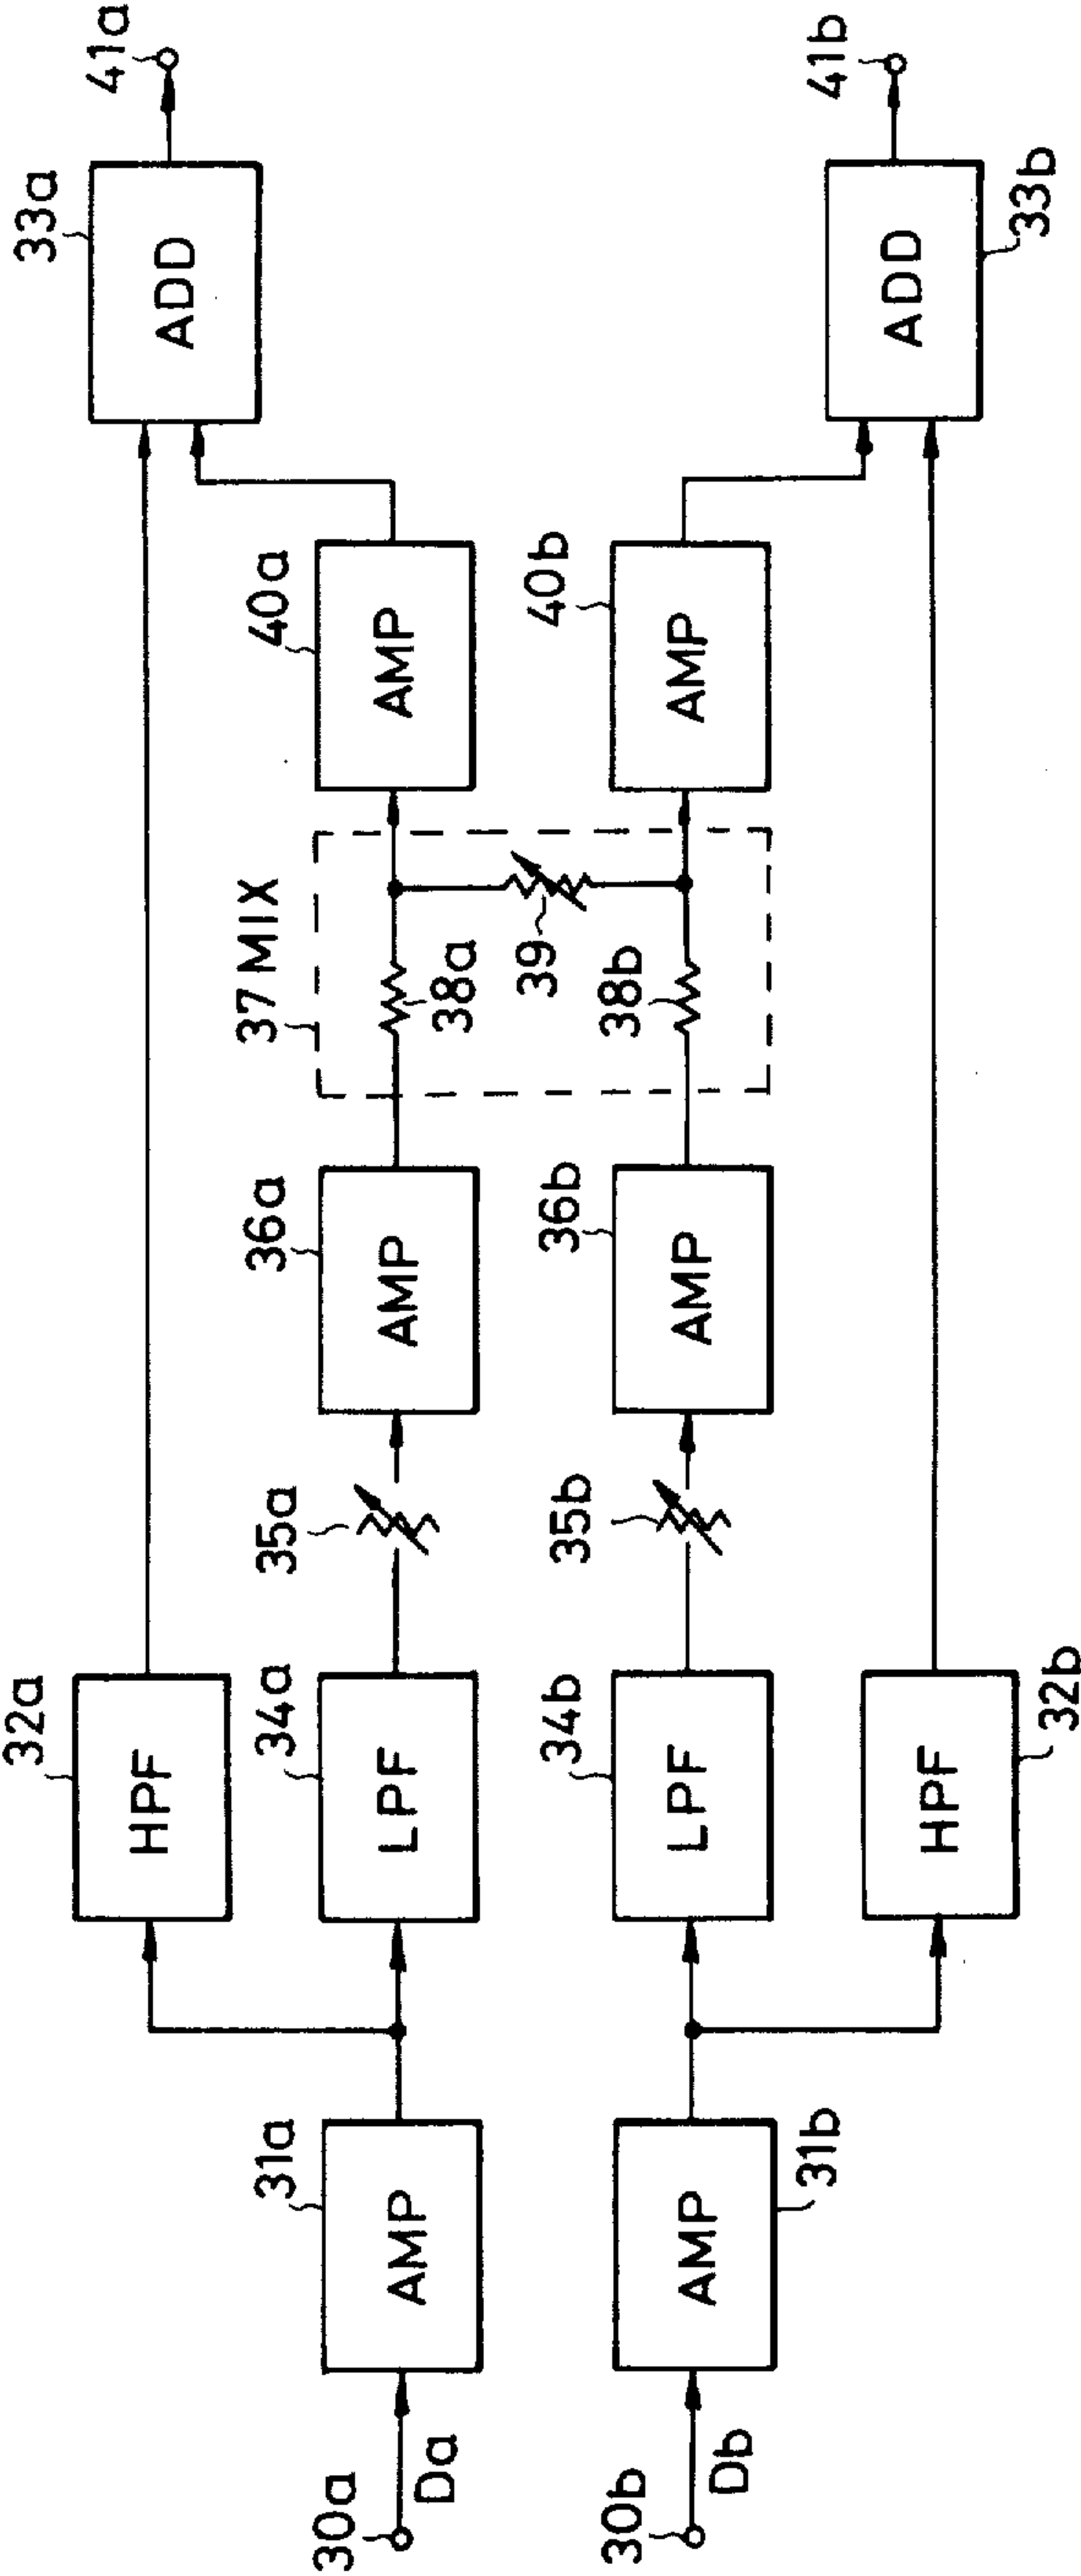 30a
Da
31a
AMP
32a
HPF
34a
LPF
35a
36a
AMP
37 MIX
38a
39
38b
40a
AMP
33a
ADD
41a
30b
Db
31b
AMP
34b
LPF
32b
HPF
35b
36b
AMP
40b
AMP
33b
ADD
41b